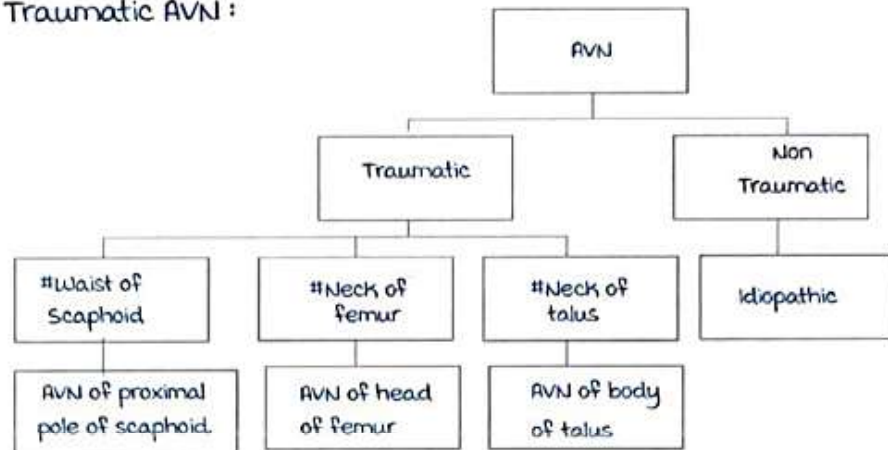 Traumatic AVN :
AVN
Traumatic
Non
Traumatic
#Waist of
Scaphoid
#Neck of
femur
#Neck of
talus
Idiopathic
AVN of proximal
pole of scaphoid
AVN of head
of femur
AVN of body
of talus